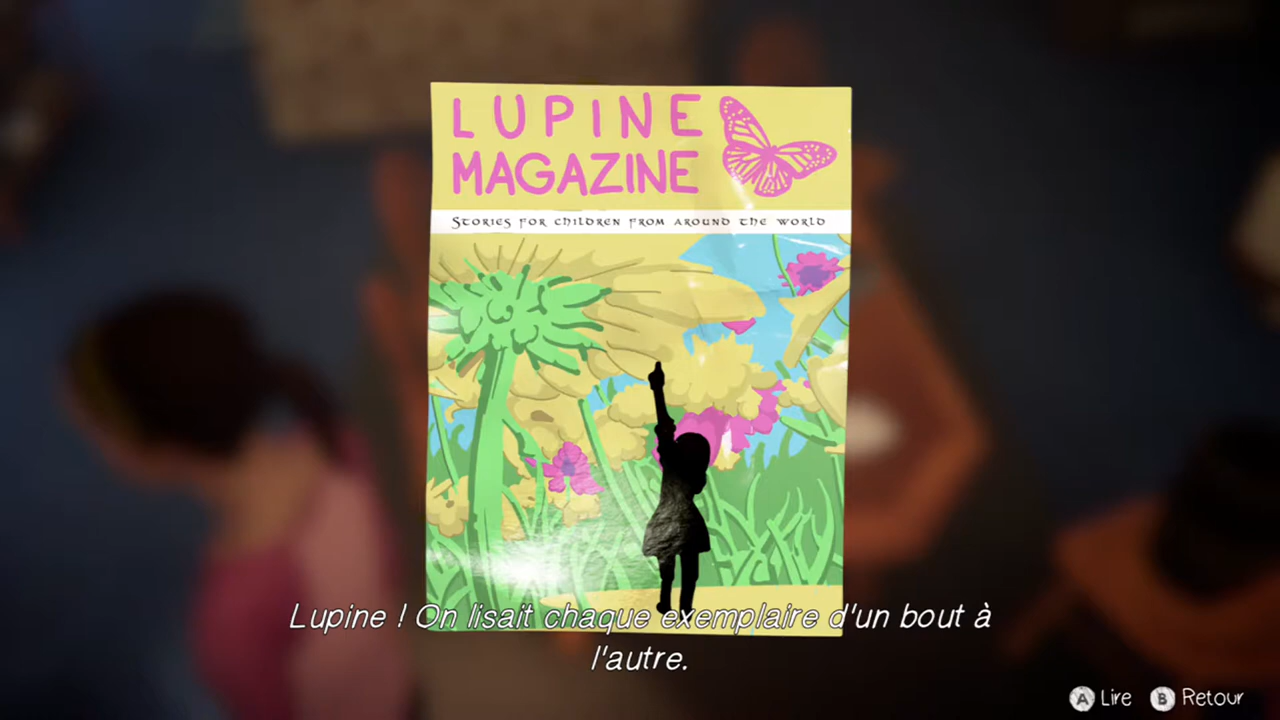 LUPINE
MAGAZINE
Stories for children from around the world
Lupine ! On lisait chaque exemplaire d'un bout à
l'autre.
A Lire B Retour